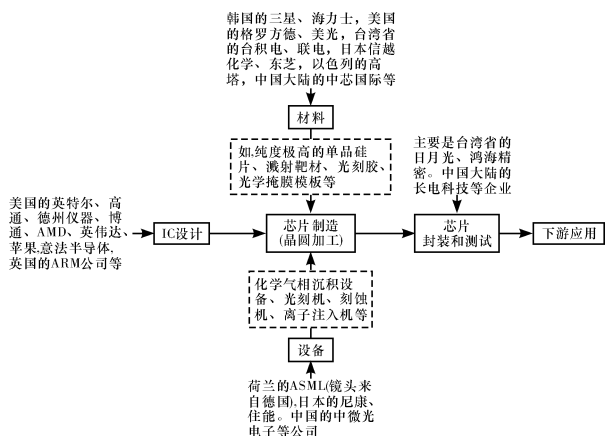 韩国的三星、海力士，美国
的格罗方德、美光，台湾省
的台积电、联电，日本信越
化学、东芝，以色列的高
塔，中国大陆的中芯国际等
材料
如,纯度极高的单品硅
片、溅射靶材、光刻胶、
光学掩膜模板等
主要是台湾省的
日月光、鸿海精
密。中国大陆的
长电科技等企业
美国的英特尔、高
通、德州仪器、博
通、AMD、英伟达、
苹果,意法半导体,
英国的ARM公司等
IC设计
芯片制造
(晶圆加工)
芯片
封装和测试
下游应用
化学气相沉积设
备、光刻机、刻蚀
机、离子注入机等
设备
荷兰的ASML(镜头来
自德国),日本的尼康、
佳能。中国的中微光
电子等公司